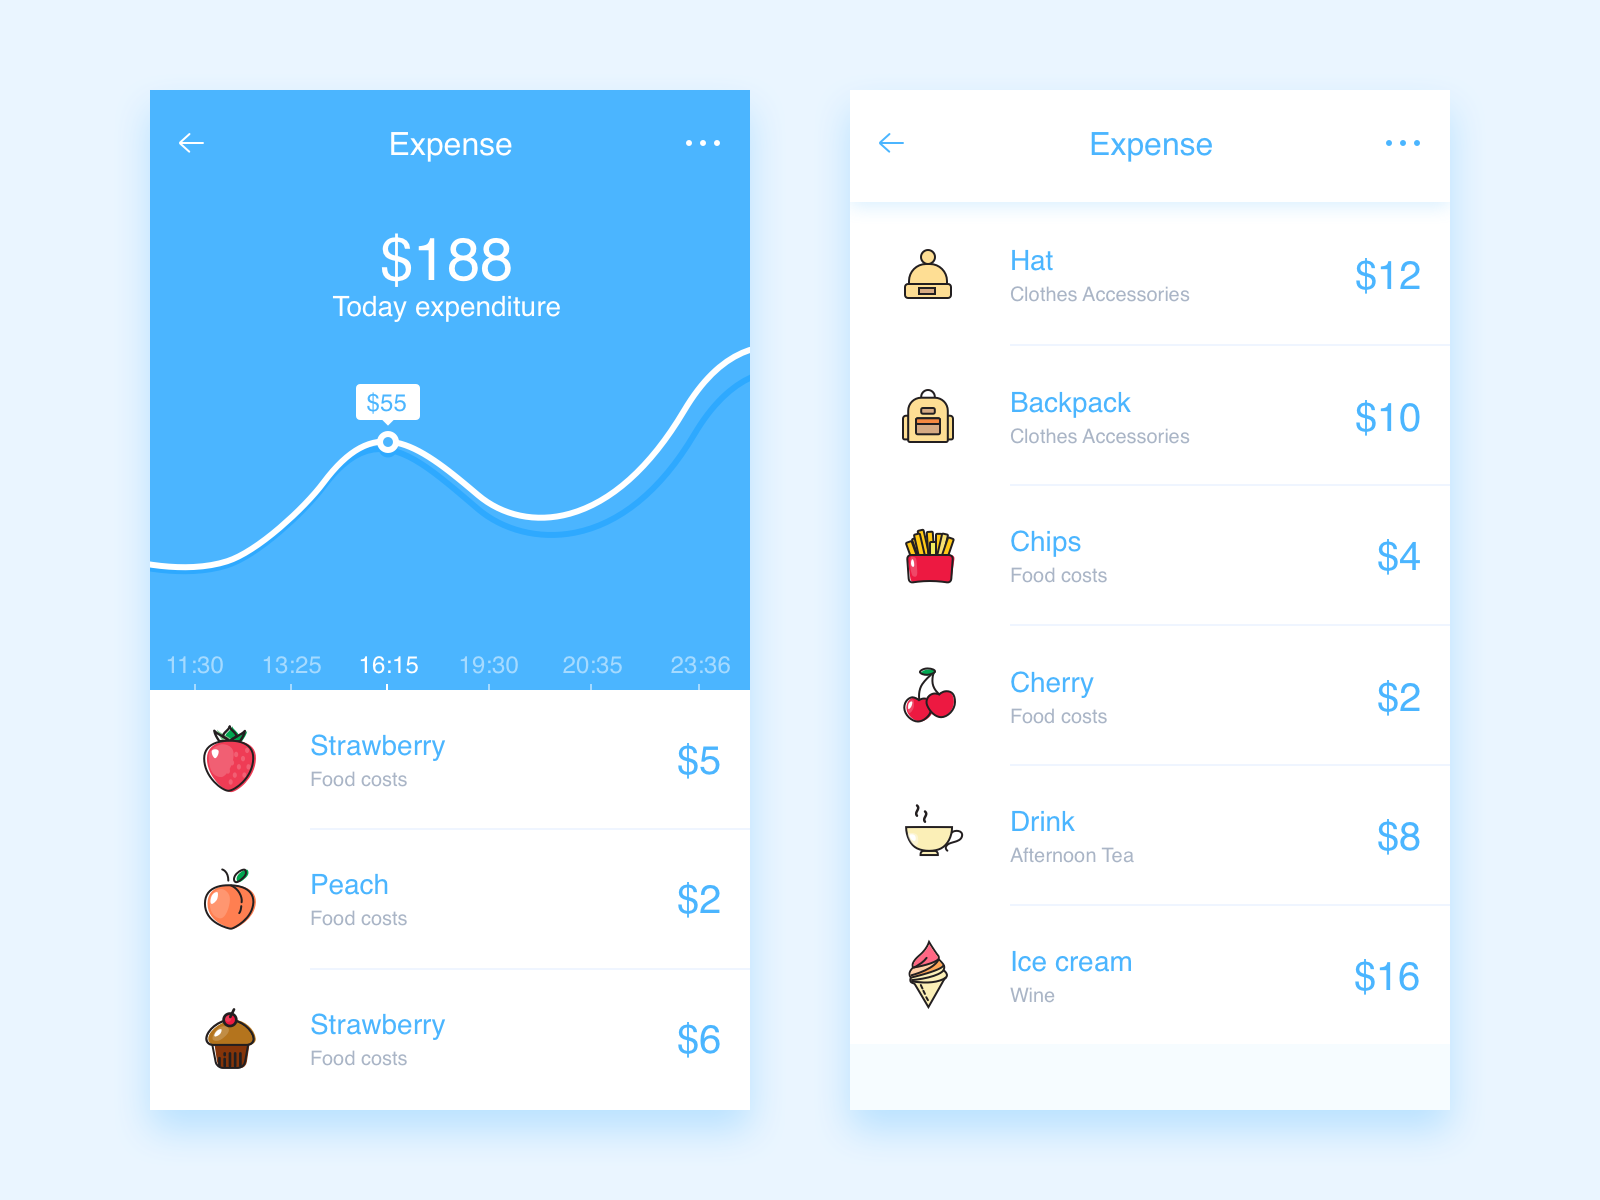 Expense
$188
Today expenditure
$55
11:30 13:25 16:15 19:30 20:35 23:36
Strawberry
Food costs
$5
Peach
Food costs
$2
Strawberry
Food costs
$6
Expense
Hat
Clothes Accessories
$12
Backpack
Clothes Accessories
$10
Chips
Food costs
$4
Cherry
Food costs
$2
Drink
Afternoon Tea
$8
Ice cream
Wine
$16